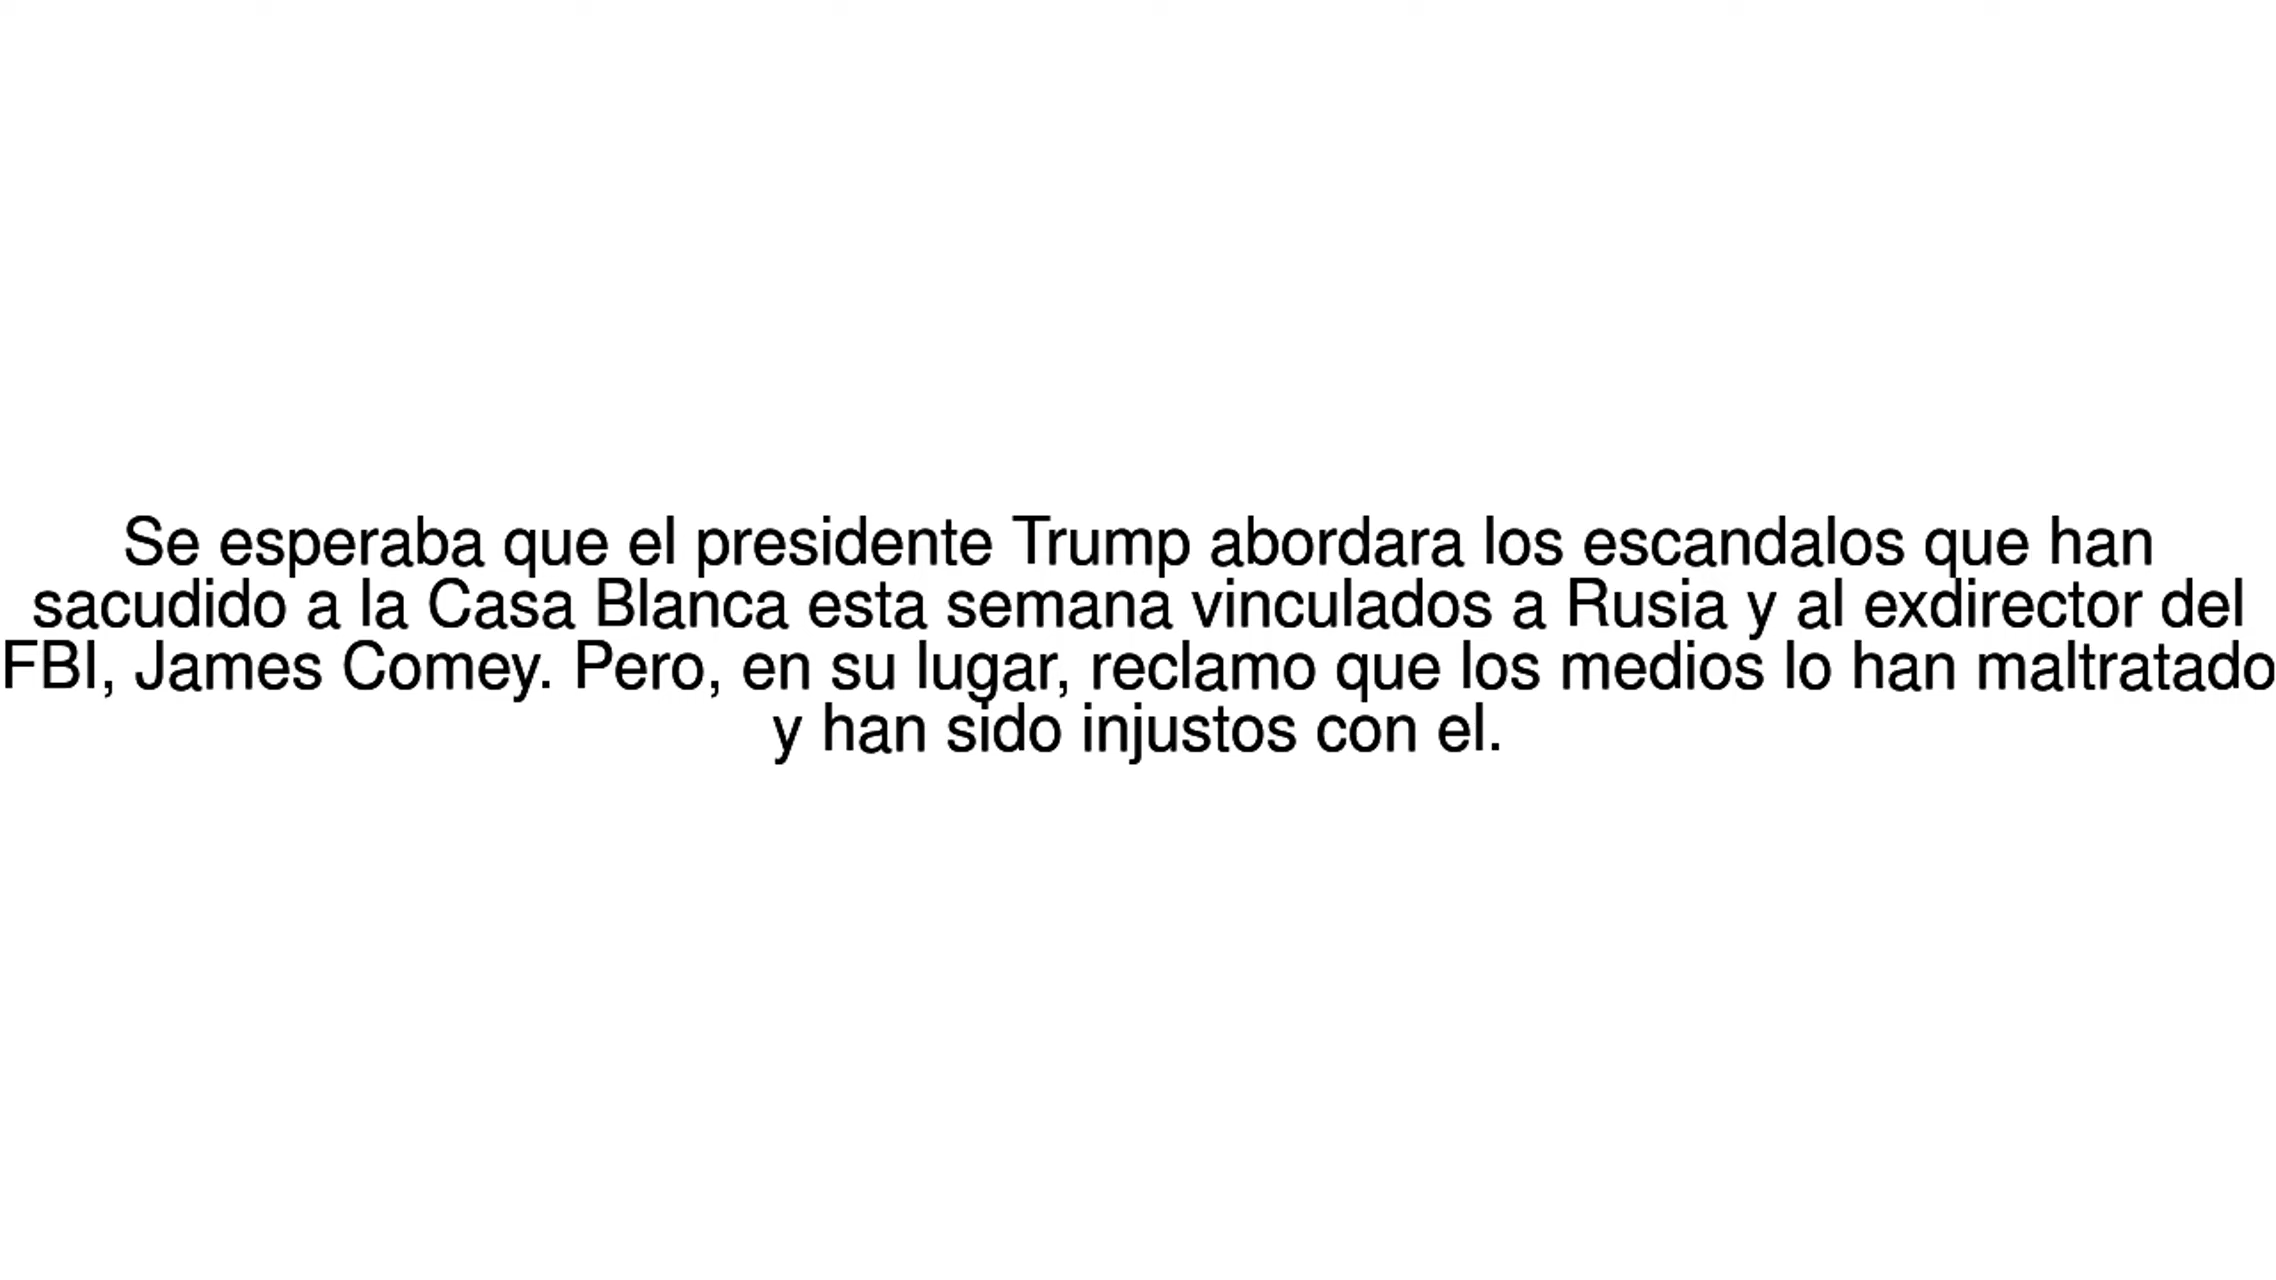 Se esperaba que el presidente Trump abordara los escandalos que han
sacudido a la Casa Blanca esta semana vinculados a Rusia y al exdirector del
FBI, James Comey. Pero, en su lugar, reclamo que los medios lo han maltratado
y han sido injustos con el.